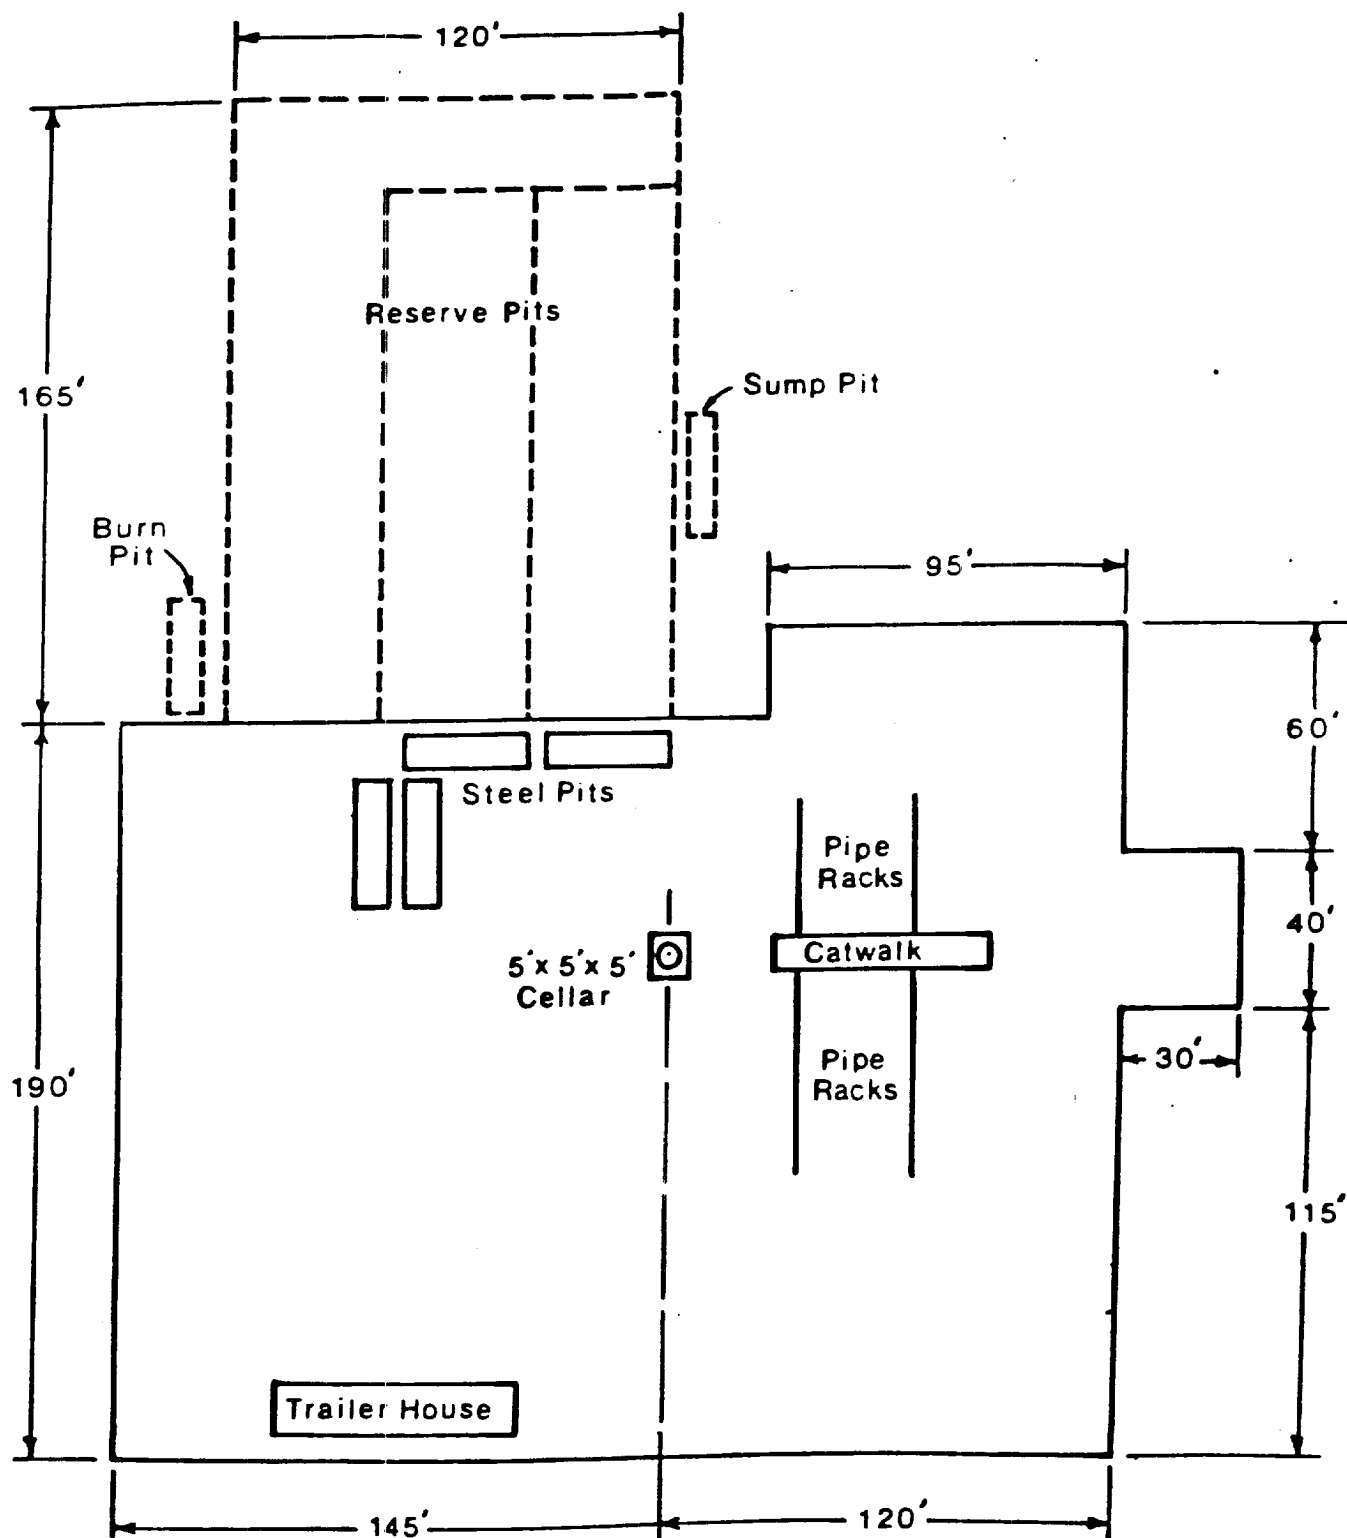 120'
Reserve Pits
165'
Sump Pit
Burn
Pit
95'
60'
Steel Pits
Pipe
Racks
40'
5'x 5'x 5'
Cellar
Catwalk
30'
Pipe
Racks
190'
115'
Trailer House
145'
120'